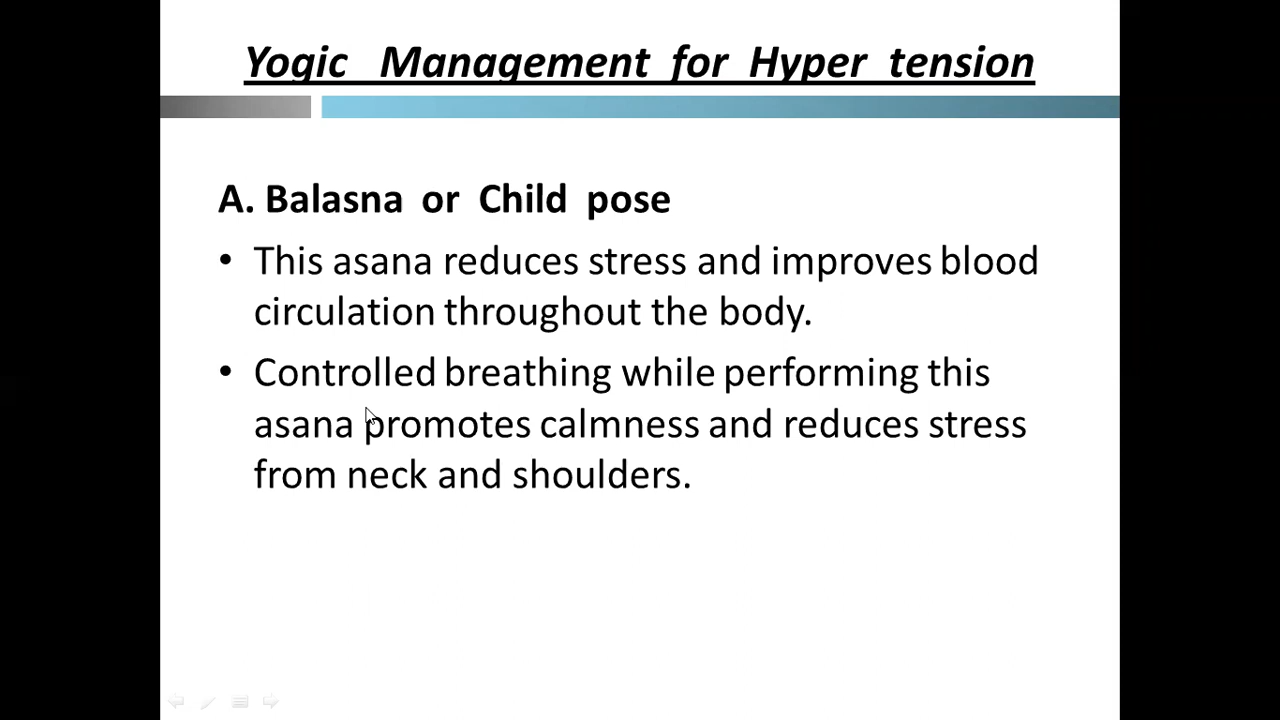 Yogic Management for Hyper tension
A. Balasna or Child pose
• This asana reduces stress and improves blood
circulation throughout the body.
• Controlled breathing while performing this
asana promotes calmness and reduces stress
from neck and shoulders.